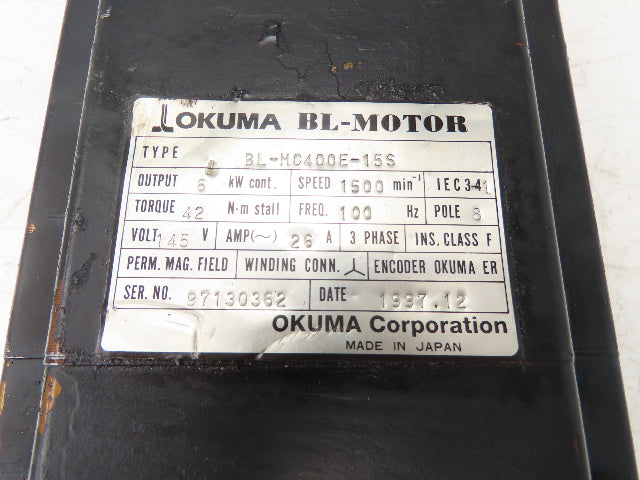 OKUMA BL-MOTOR
TYPE BL-MC400E-15S
OUTPUT 6 kW cont. SPEED 1500 min⁻¹ IEC34-1
TORQUE 42 N-m stall FREQ. 100 Hz POLE 8
VOLT 145 V AMP(~) 26 A 3 PHASE INS. CLASS F
PERM. MAG. FIELD WINDING CONN. ENCODER OKUMA ER
SER. NO. 97130362 DATE 1997.12
OKUMA Corporation
MADE IN JAPAN